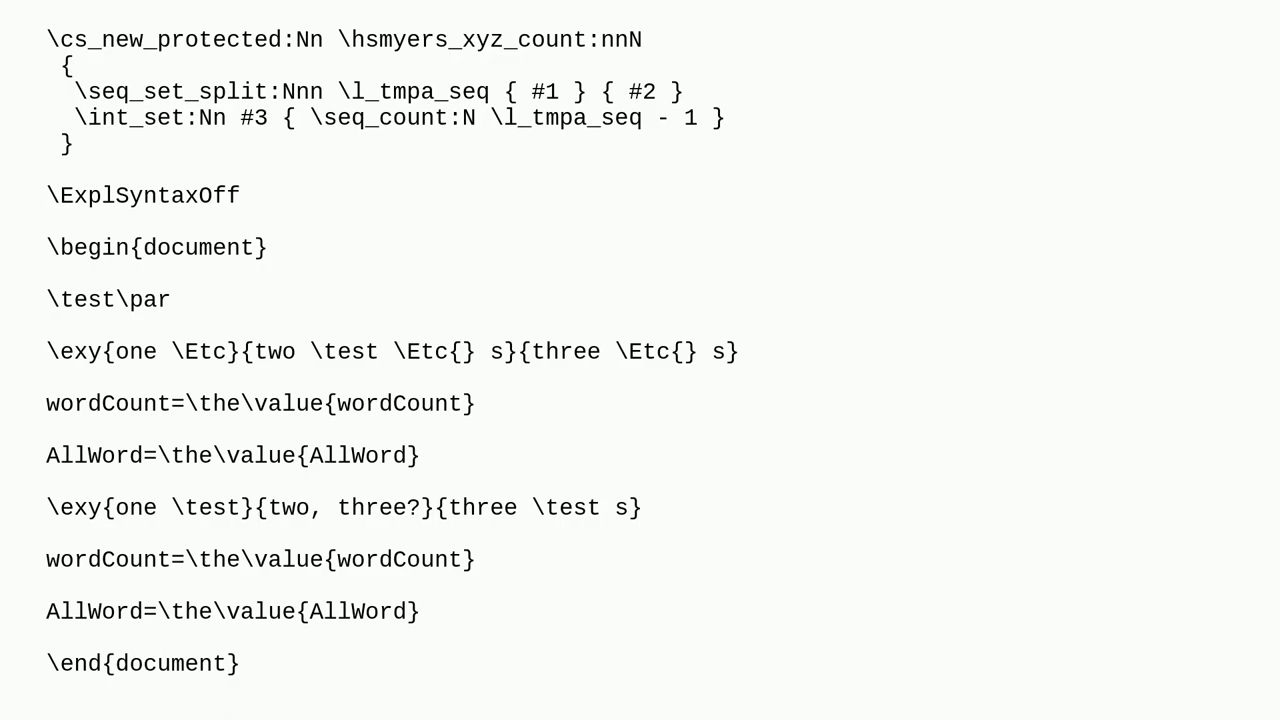 \cs_new_protected:Nn \hsmyers_xyz_count:nnN
{
\seq_set_split:Nnn \l_tmpa_seq { #1 } { #2 }
\int_set:Nn #3 { \seq_count:N \l_tmpa_seq - 1 }
}
\ExplSyntaxOff
\begin{document}
\test\par
\exy{one \Etc}{two \test \Etc{} s}{three \Etc{} s}
wordCount=\the\value{wordCount}
AllWord=\the\value{AllWord}
\exy{one \test}{two, three?}{three \test s}
wordCount=\the\value{wordCount}
AllWord=\the\value{AllWord}
\end{document}